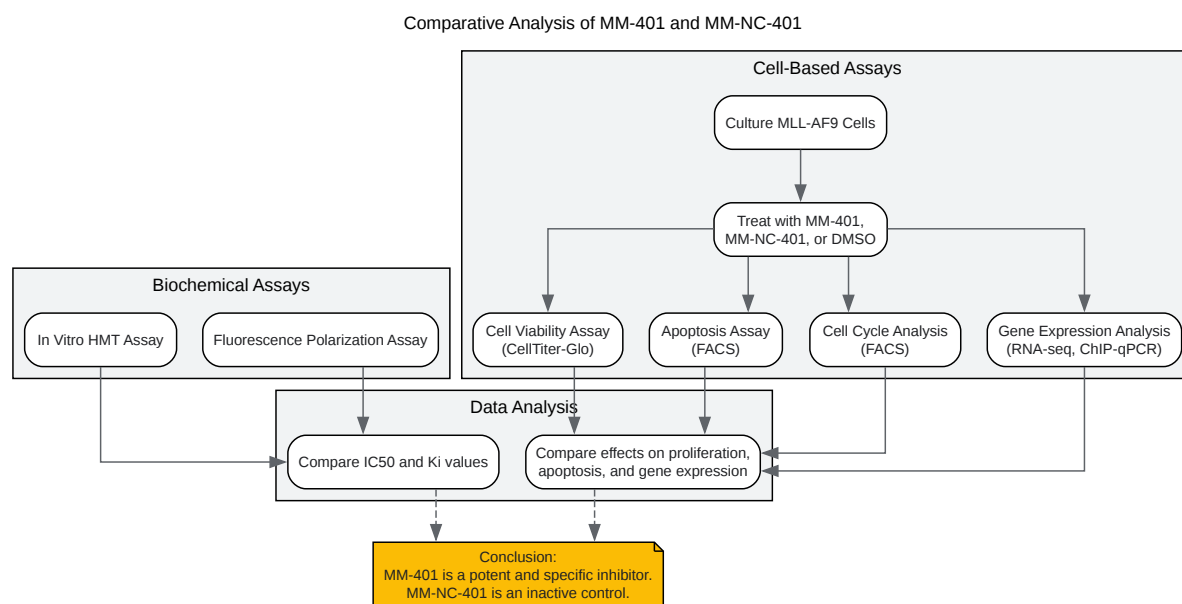 Comparative Analysis of MM-401 and MM-NC-401
Cell-Based Assays
Culture MLL-AF9 Cells
Treat with MM-401,
MM-NC-401, or DMSO
Biochemical Assays
In Vitro HMT Assay
Fluorescence Polarization Assay
Cell Viability Assay
(CellTiter-Glo)
Apoptosis Assay
(FACS)
Cell Cycle Analysis
(FACS)
Gene Expression Analysis
(RNA-seq, ChIP-qPCR)
Data Analysis
Compare IC50 and Ki values
Compare effects on proliferation,
apoptosis, and gene expression
Conclusion:
MM-401 is a potent and specific inhibitor.
MM-NC-401 is an inactive control.